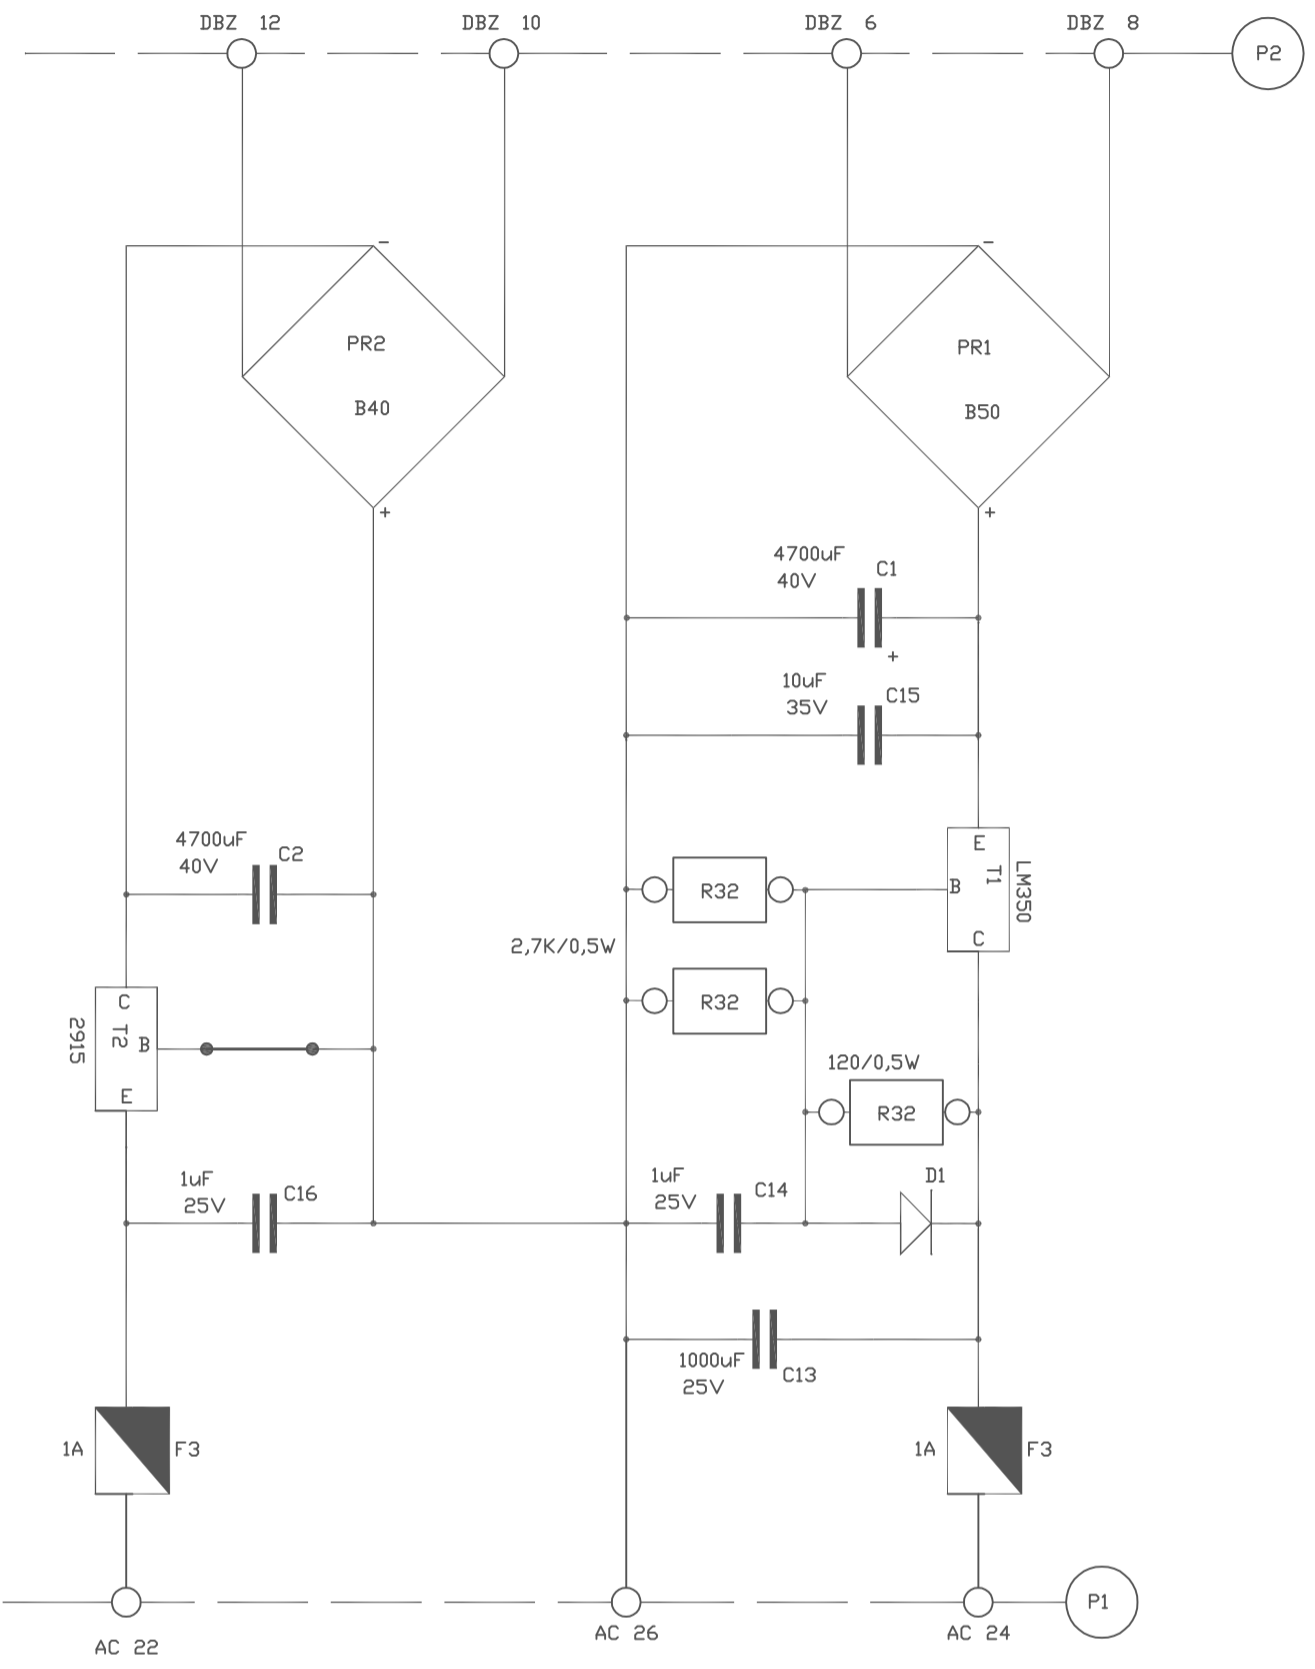 DBZ 12
DBZ 10
DBZ 6
DBZ 8
P2
-
-
PR2
B40
PR1
B50
+
+
4700uF
40V
C1
+
10uF
35V
C15
4700uF
40V
C2
E
T1
B
C
LM350
R32
2,7K/0,5W
R32
C
T2
B
E
2915
120/0,5W
R32
1uF
25V
C16
1uF
25V
C14
D1
1000uF
25V
C13
1A
F3
1A
F3
P1
AC 22
AC 26
AC 24